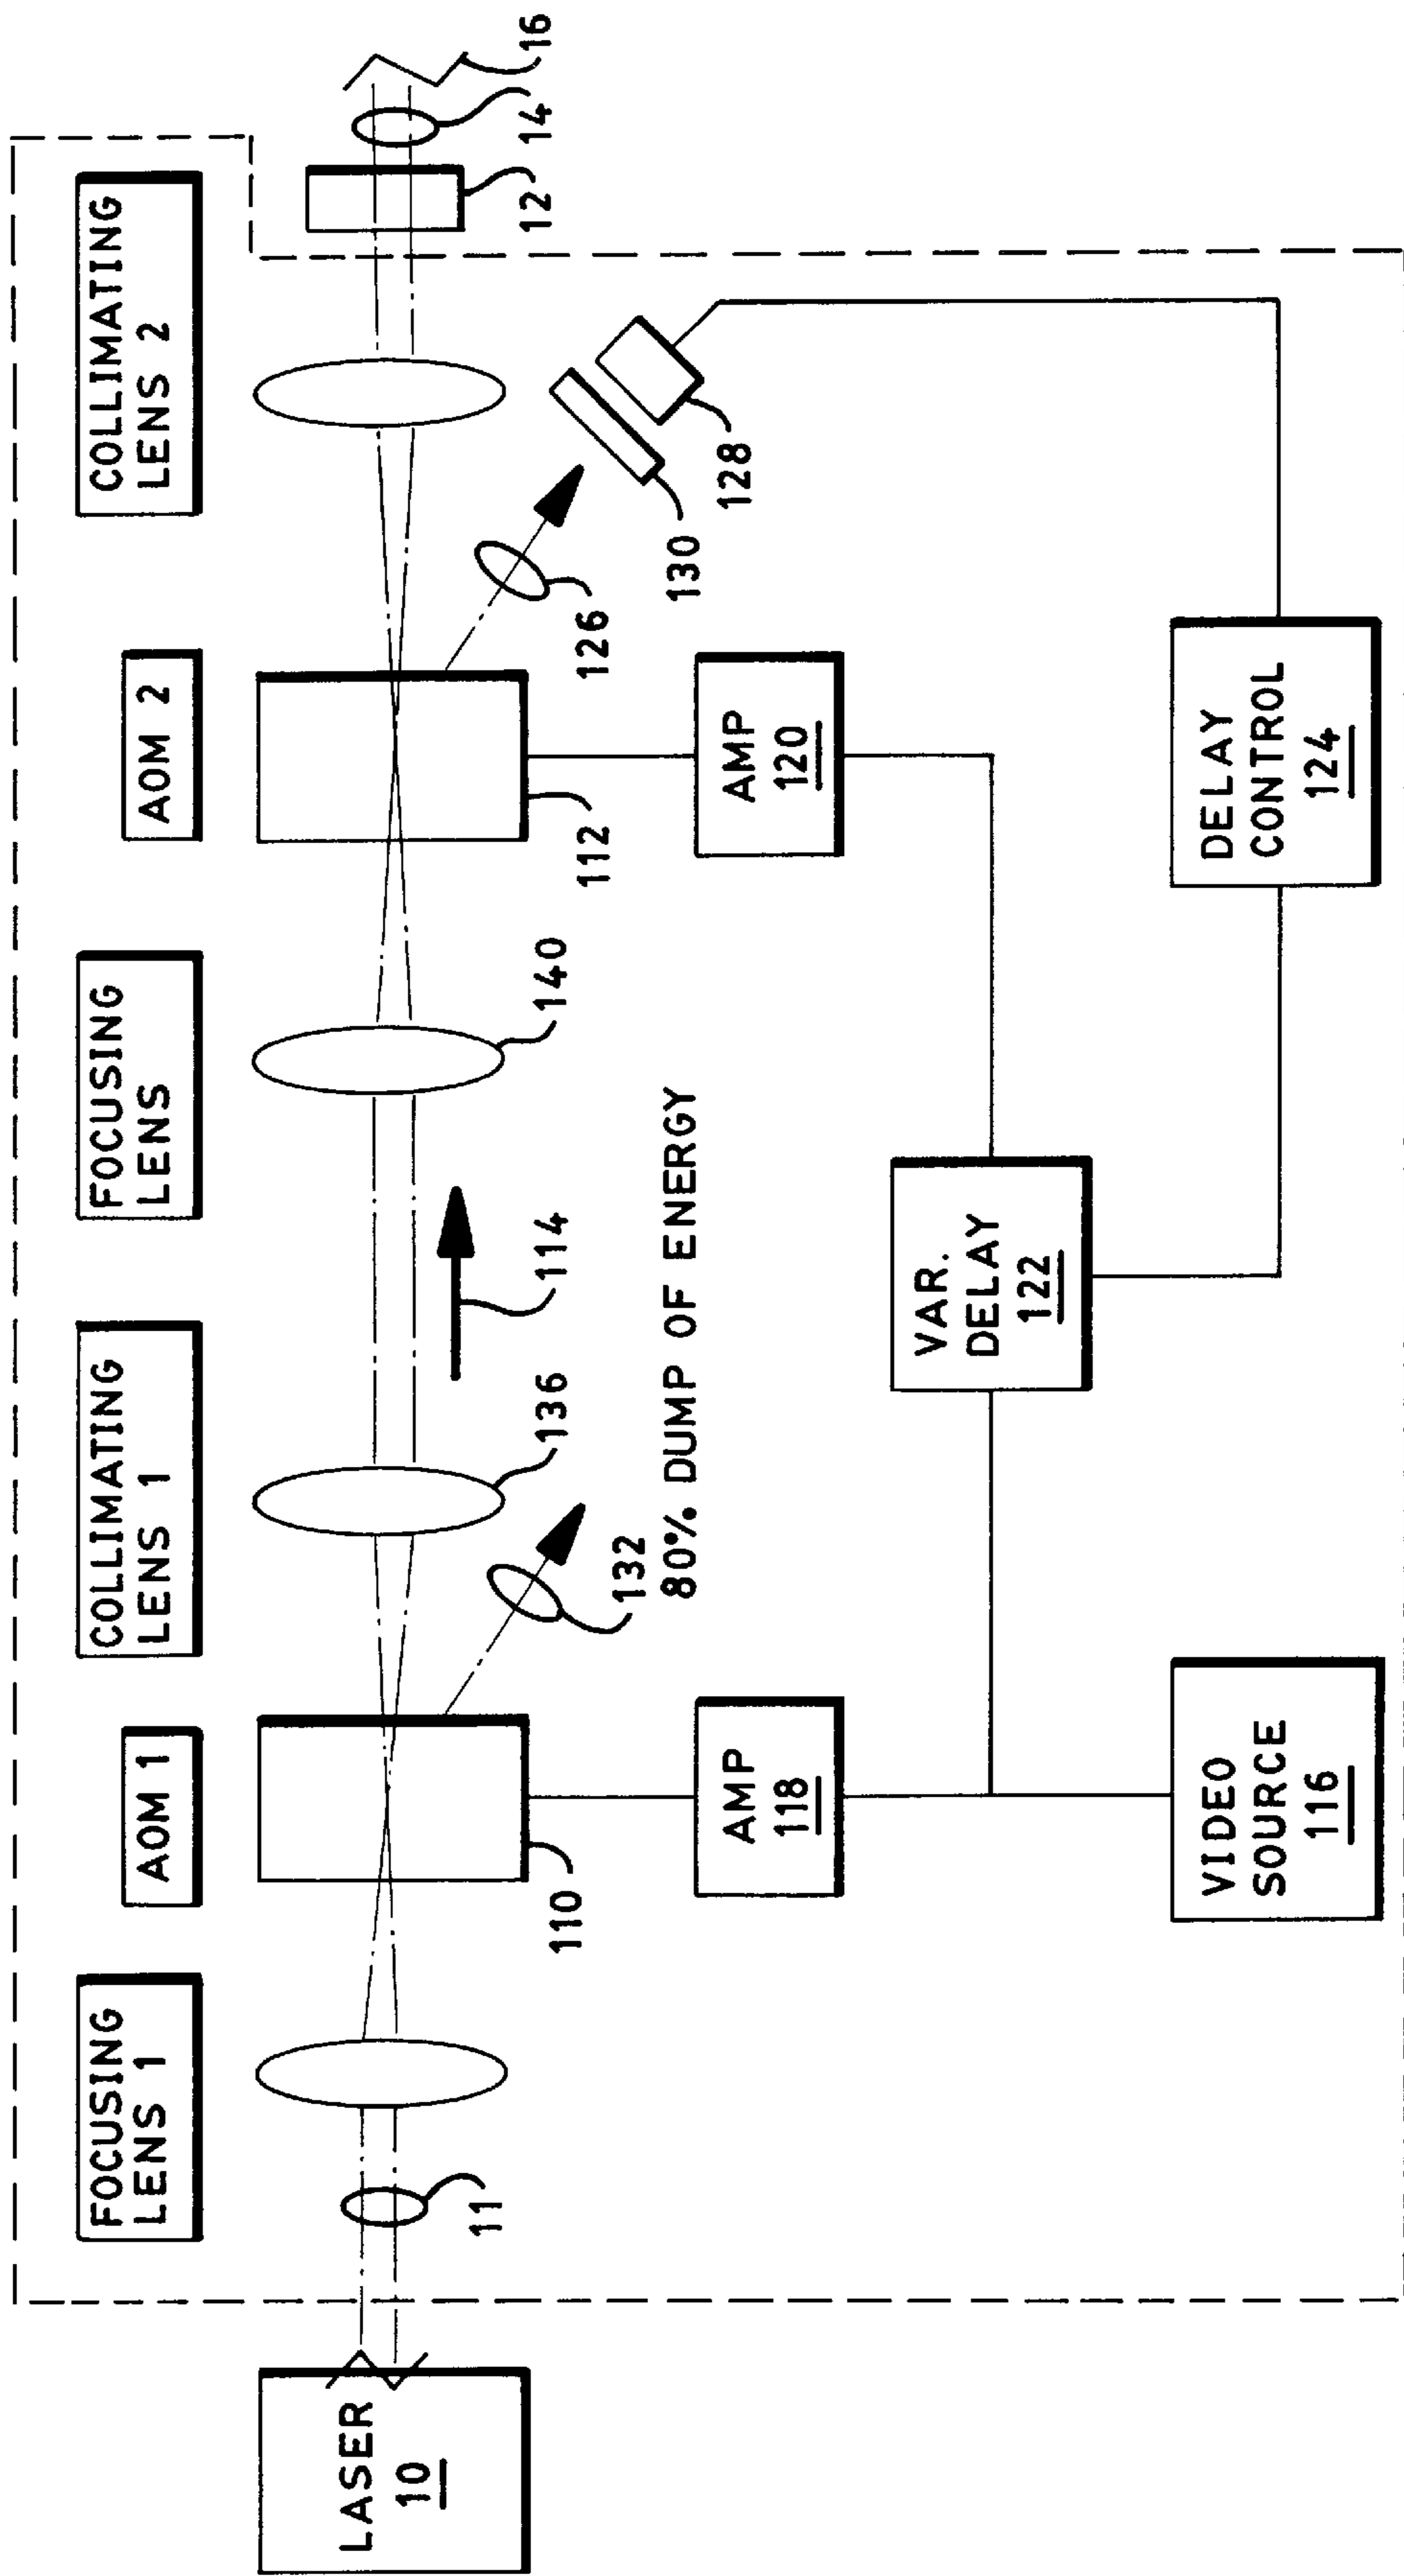 FOCUSING
LENS 1
AOM 1
COLLIMATING
LENS 1
FOCUSING
LENS
AOM 2
COLLIMATING
LENS 2
LASER
10
11
110
132
80% DUMP OF ENERGY
136
114
140
112
126
130
128
12
14
16
AMP
118
AMP
120
VAR.
DELAY
122
VIDEO
SOURCE
116
DELAY
CONTROL
124